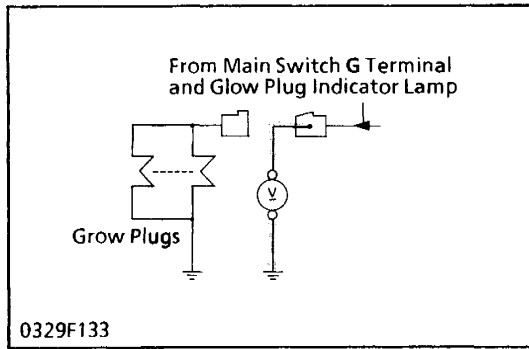 From Main Switch G Terminal
and Glow Plug Indicator Lamp
V
Grow Plugs
0329F133